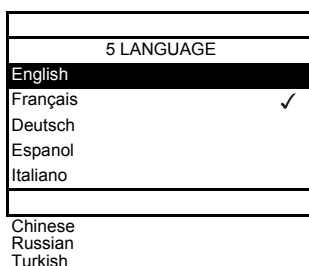 5 LANGUAGE
English
Français
Deutsch
Espanol
Italiano
Chinese
Russian
Turkish